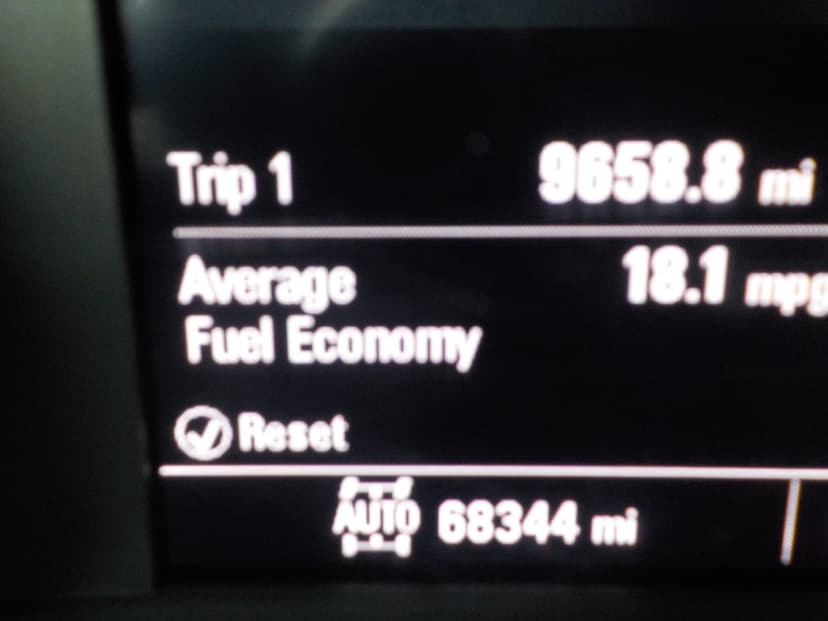 Trip 1 9658.8 mi
Average 18.1 mpg
Fuel Economy
Reset
AUTO 68344 mi